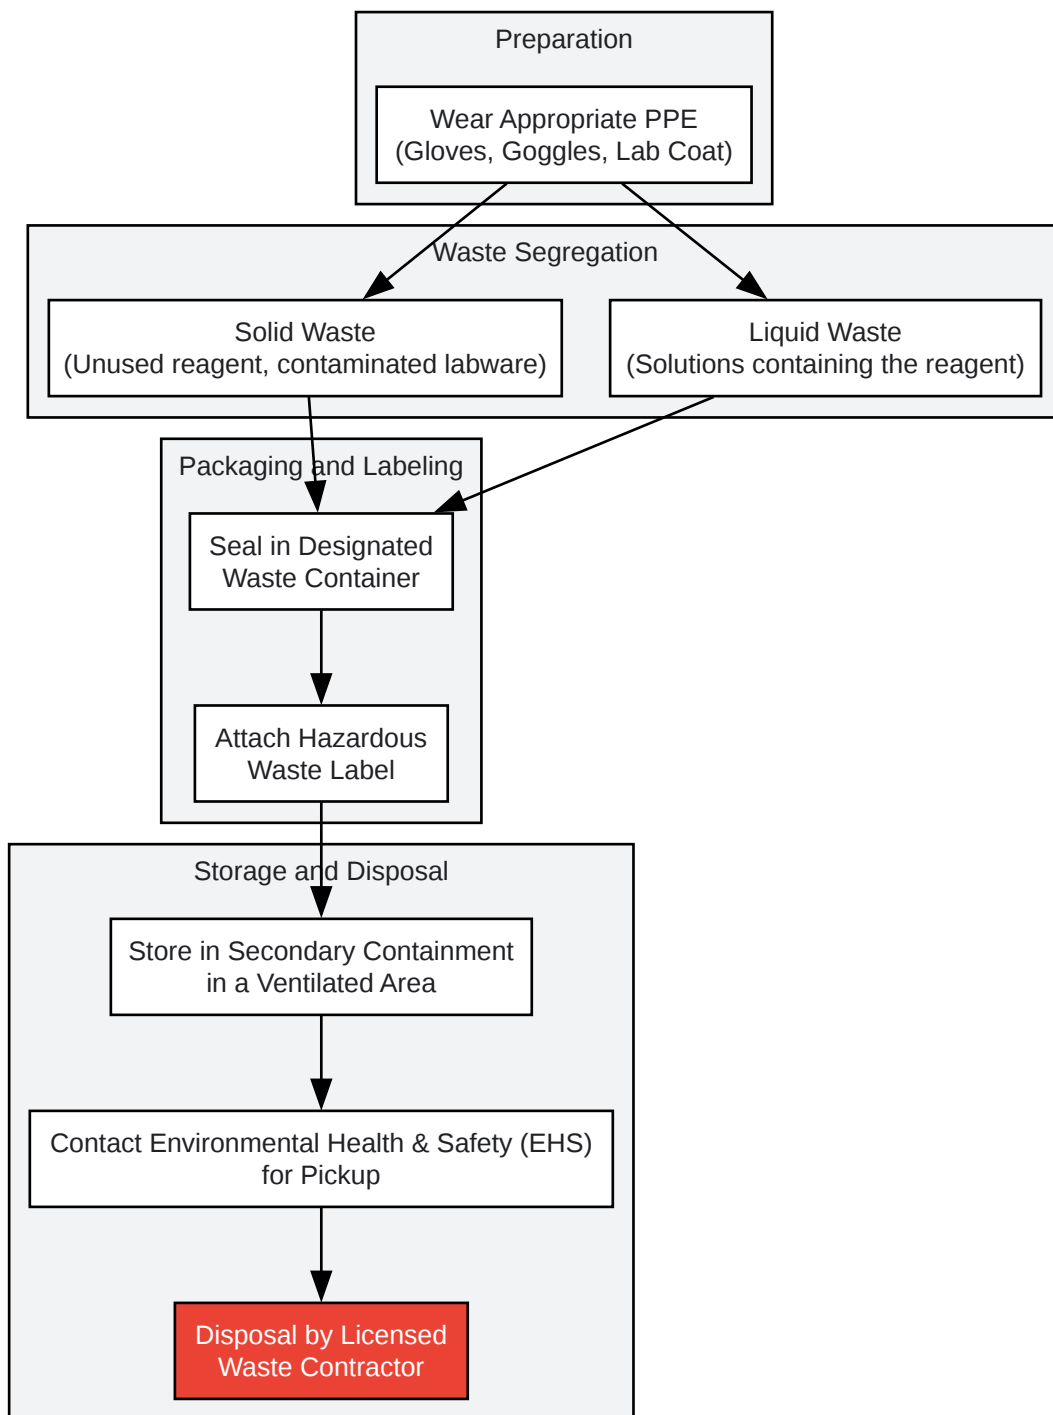 Preparation
Wear Appropriate PPE
(Gloves, Goggles, Lab Coat)
Waste Segregation
Solid Waste
(Unused reagent, contaminated labware)
Liquid Waste
(Solutions containing the reagent)
Packaging and Labeling
Seal in Designated
Waste Container
Attach Hazardous
Waste Label
Storage and Disposal
Store in Secondary Containment
in a Ventilated Area
Contact Environmental Health & Safety (EHS)
for Pickup
Disposal by Licensed
Waste Contractor